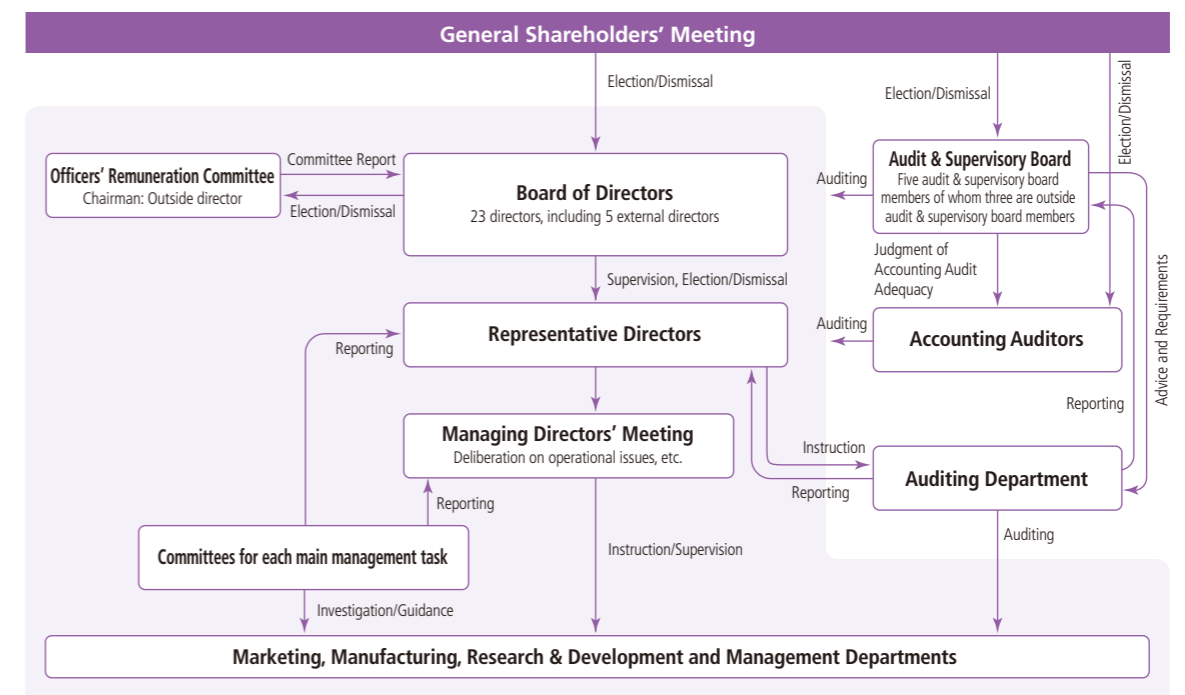 General Shareholders’ Meeting
Election/Dismissal
Election/Dismissal
Election/Dismissal
Officers’ Remuneration Committee
Chairman: Outside director
Committee Report
Election/Dismissal
Board of Directors
23 directors, including 5 external directors
Auditing
Audit & Supervisory Board
Five audit & supervisory board
members of whom three are outside
audit & supervisory board members
Supervision, Election/Dismissal
Judgment of
Accounting Audit
Adequacy
Advice and Requirements
Reporting
Representative Directors
Auditing
Accounting Auditors
Reporting
Managing Directors’ Meeting
Deliberation on operational issues, etc.
Instruction
Reporting
Auditing Department
Reporting
Committees for each main management task
Instruction/Supervision
Auditing
Investigation/Guidance
Marketing, Manufacturing, Research & Development and Management Departments